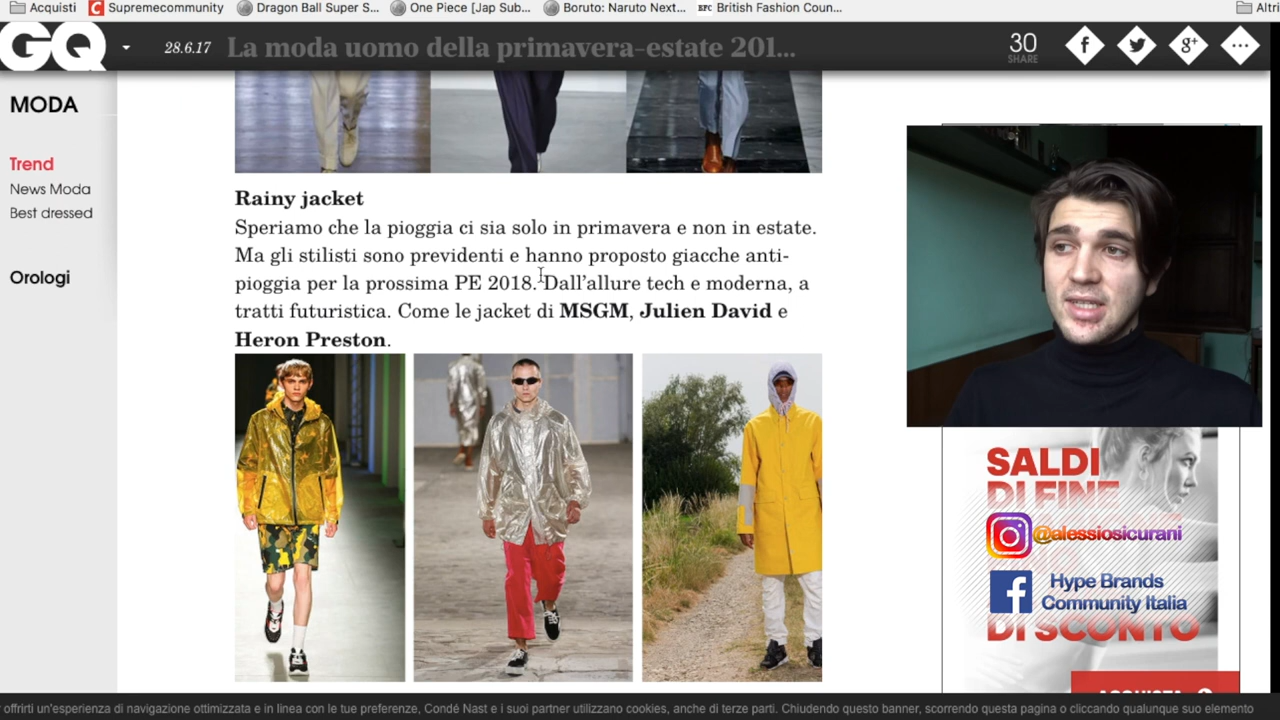 Acquisti
Supremecommunity
Dragon Ball Super S...
One Piece [Jap Sub...
Boruto: Naruto Next...
BFC British Fashion Coun...
Altri
GQ
28.6.17
La moda uomo della primavera-estate 201...
30
SHARE
MODA
Trend
News Moda
Best dressed
Orologi
Rainy jacket
Speriamo che la pioggia ci sia solo in primavera e non in estate.
Ma gli stilisti sono previdenti e hanno proposto giacche anti-
pioggia per la prossima PE 2018. Dall'allure tech e moderna, a
tratti futuristica. Come le jacket di MSGM, Julien David e
Heron Preston.
SALDI
DI FINE
@alessiosicurani
Hype Brands
Community Italia
DI SCONTO
offrirti un'esperienza di navigazione ottimizzata e in linea con le tue preferenze, Condé Nast e i suoi partner utilizzano cookies, anche di terze parti. Chiudendo questo banner, scorrendo questa pagina o cliccando qualunque suo elemento